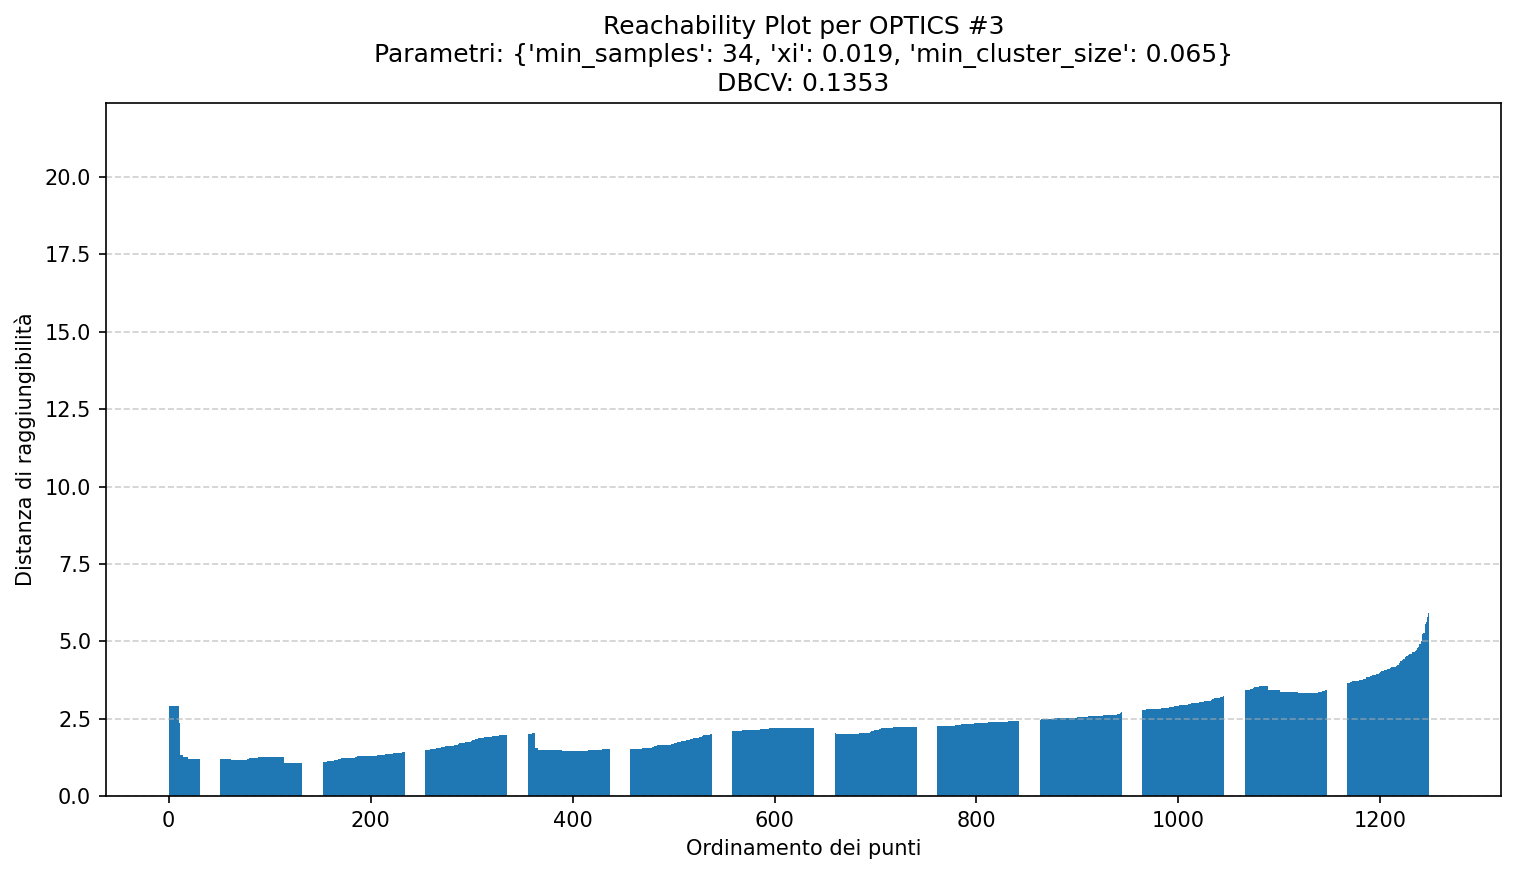 Reachability Plot per OPTICS #3
Parametri: {'min_samples': 34, 'xi': 0.019, 'min_cluster_size': 0.065}
DBCV: 0.1353
Distanza di raggiungibilità
20.0
17.5
15.0
12.5
10.0
7.5
5.0
2.5
0.0
0 200 400 600 800 1000 1200
Ordinamento dei punti